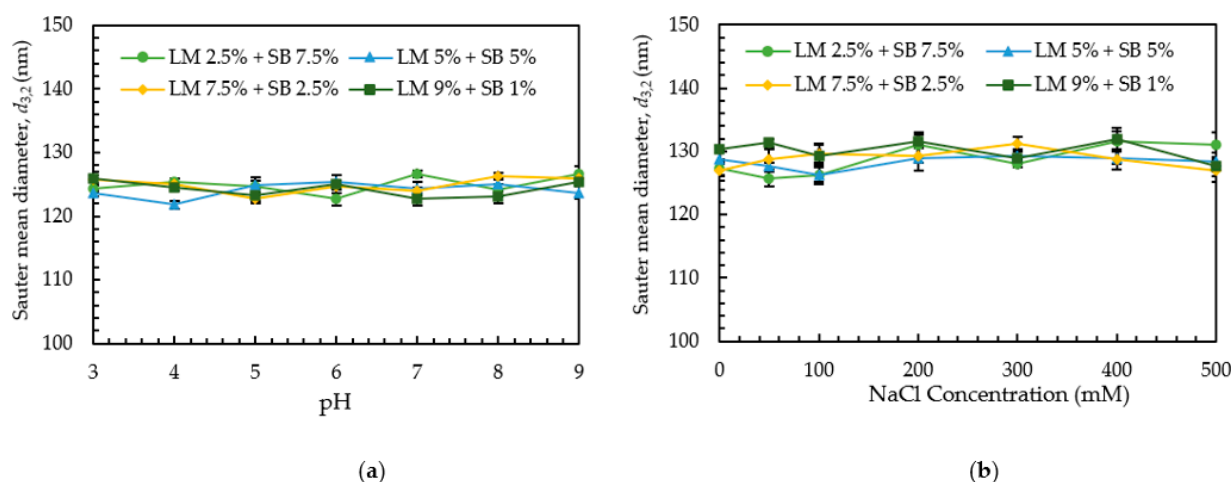 150
140
130
120
110
100
Sauter mean diameter, d3,2 (nm)
LM 2.5% + SB 7.5%
LM 5% + SB 5%
LM 7.5% + SB 2.5%
LM 9% + SB 1%
3 4 5 6 7 8 9
pH
(a)
150
140
130
120
110
100
Sauter mean diameter, d3,2 (nm)
LM 2.5% + SB 7.5%
LM 5% + SB 5%
LM 7.5% + SB 2.5%
LM 9% + SB 1%
0 100 200 300 400 500
NaCl Concentration (mM)
(b)